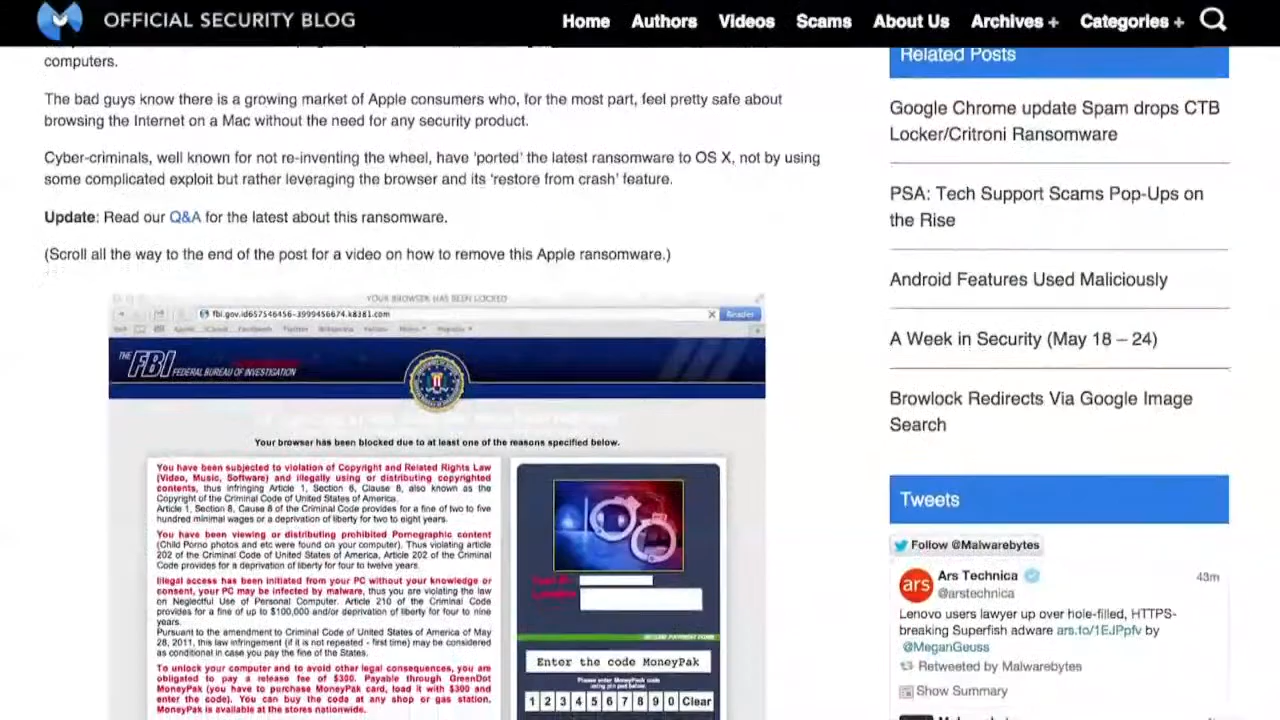 OFFICIAL SECURITY BLOG
Home Authors Videos Scams About Us Archives + Categories +
computers.
The bad guys know there is a growing market of Apple consumers who, for the most part, feel pretty safe about
browsing the Internet on a Mac without the need for any security product.
Cyber-criminals, well known for not re-inventing the wheel, have 'ported' the latest ransomware to OS X, not by using
some complicated exploit but rather leveraging the browser and its 'restore from crash' feature.
Update: Read our Q&A for the latest about this ransomware.
(Scroll all the way to the end of the post for a video on how to remove this Apple ransomware.)
YOUR BROWSER HAS BEEN LOCKED
fbi.gov.id657546456-3999456674.k8381.com
Reader
THE FBI FEDERAL BUREAU OF INVESTIGATION
Your browser has been blocked due to at least one of the reasons specified below.
You have been subjected to violation of Copyright and Related Rights Law
(Video, Music, Software) and illegally using or distributing copyrighted
contents, thus infringing Article 1, Section 8, Clause 8, also known as the
Copyright of the Criminal Code of United States of America.
Article 1, Section 8, Cause 8 of the Criminal Code provides for a fine of two to five
hundred minimal wages or a deprivation of liberty for two to eight years.
You have been viewing or distributing prohibited Pornographic content
(Child Porno photos and etc were found on your computer). Thus violating article
202 of the Criminal Code of United States of America, Article 202 of the Criminal
Code provides for a deprivation of liberty for four to twelve years.
Illegal access has been initiated from your PC without your knowledge or
consent, your PC may be infected by malware, thus you are violating the law
on Neglectful Use of Personal Computer. Article 210 of the Criminal Code
provides for a fine of up to $100,000 and/or deprivation of liberty for four to nine
years.
Pursuant to the amendment to Criminal Code of United States of America of May
28, 2011, this law infringement (if it is not repeated - first time) may be considered
as conditional in case you pay the fine of the States.
To unlock your computer and to avoid other legal consequences, you are
obligated to pay a release fee of $300. Payable through GreenDot
MoneyPak (you have to purchase MoneyPak card, load it with $300 and
enter the code). You can buy the code at any shop or gas station.
MoneyPak is available at the stores nationwide.
Enter the code MoneyPak
1 2 3 4 5 6 7 8 9 0 Clear
Related Posts
Google Chrome update Spam drops CTB
Locker/Critroni Ransomware
PSA: Tech Support Scams Pop-Ups on
the Rise
Android Features Used Maliciously
A Week in Security (May 18 – 24)
Browlock Redirects Via Google Image
Search
Tweets
Follow @Malwarebytes
ars
Ars Technica 43m
@arstechnica
Lenovo users lawyer up over hole-filled, HTTPS-
breaking Superfish adware ars.to/1EJPpfv by
@MeganGeuss
Retweeted by Malwarebytes
Show Summary